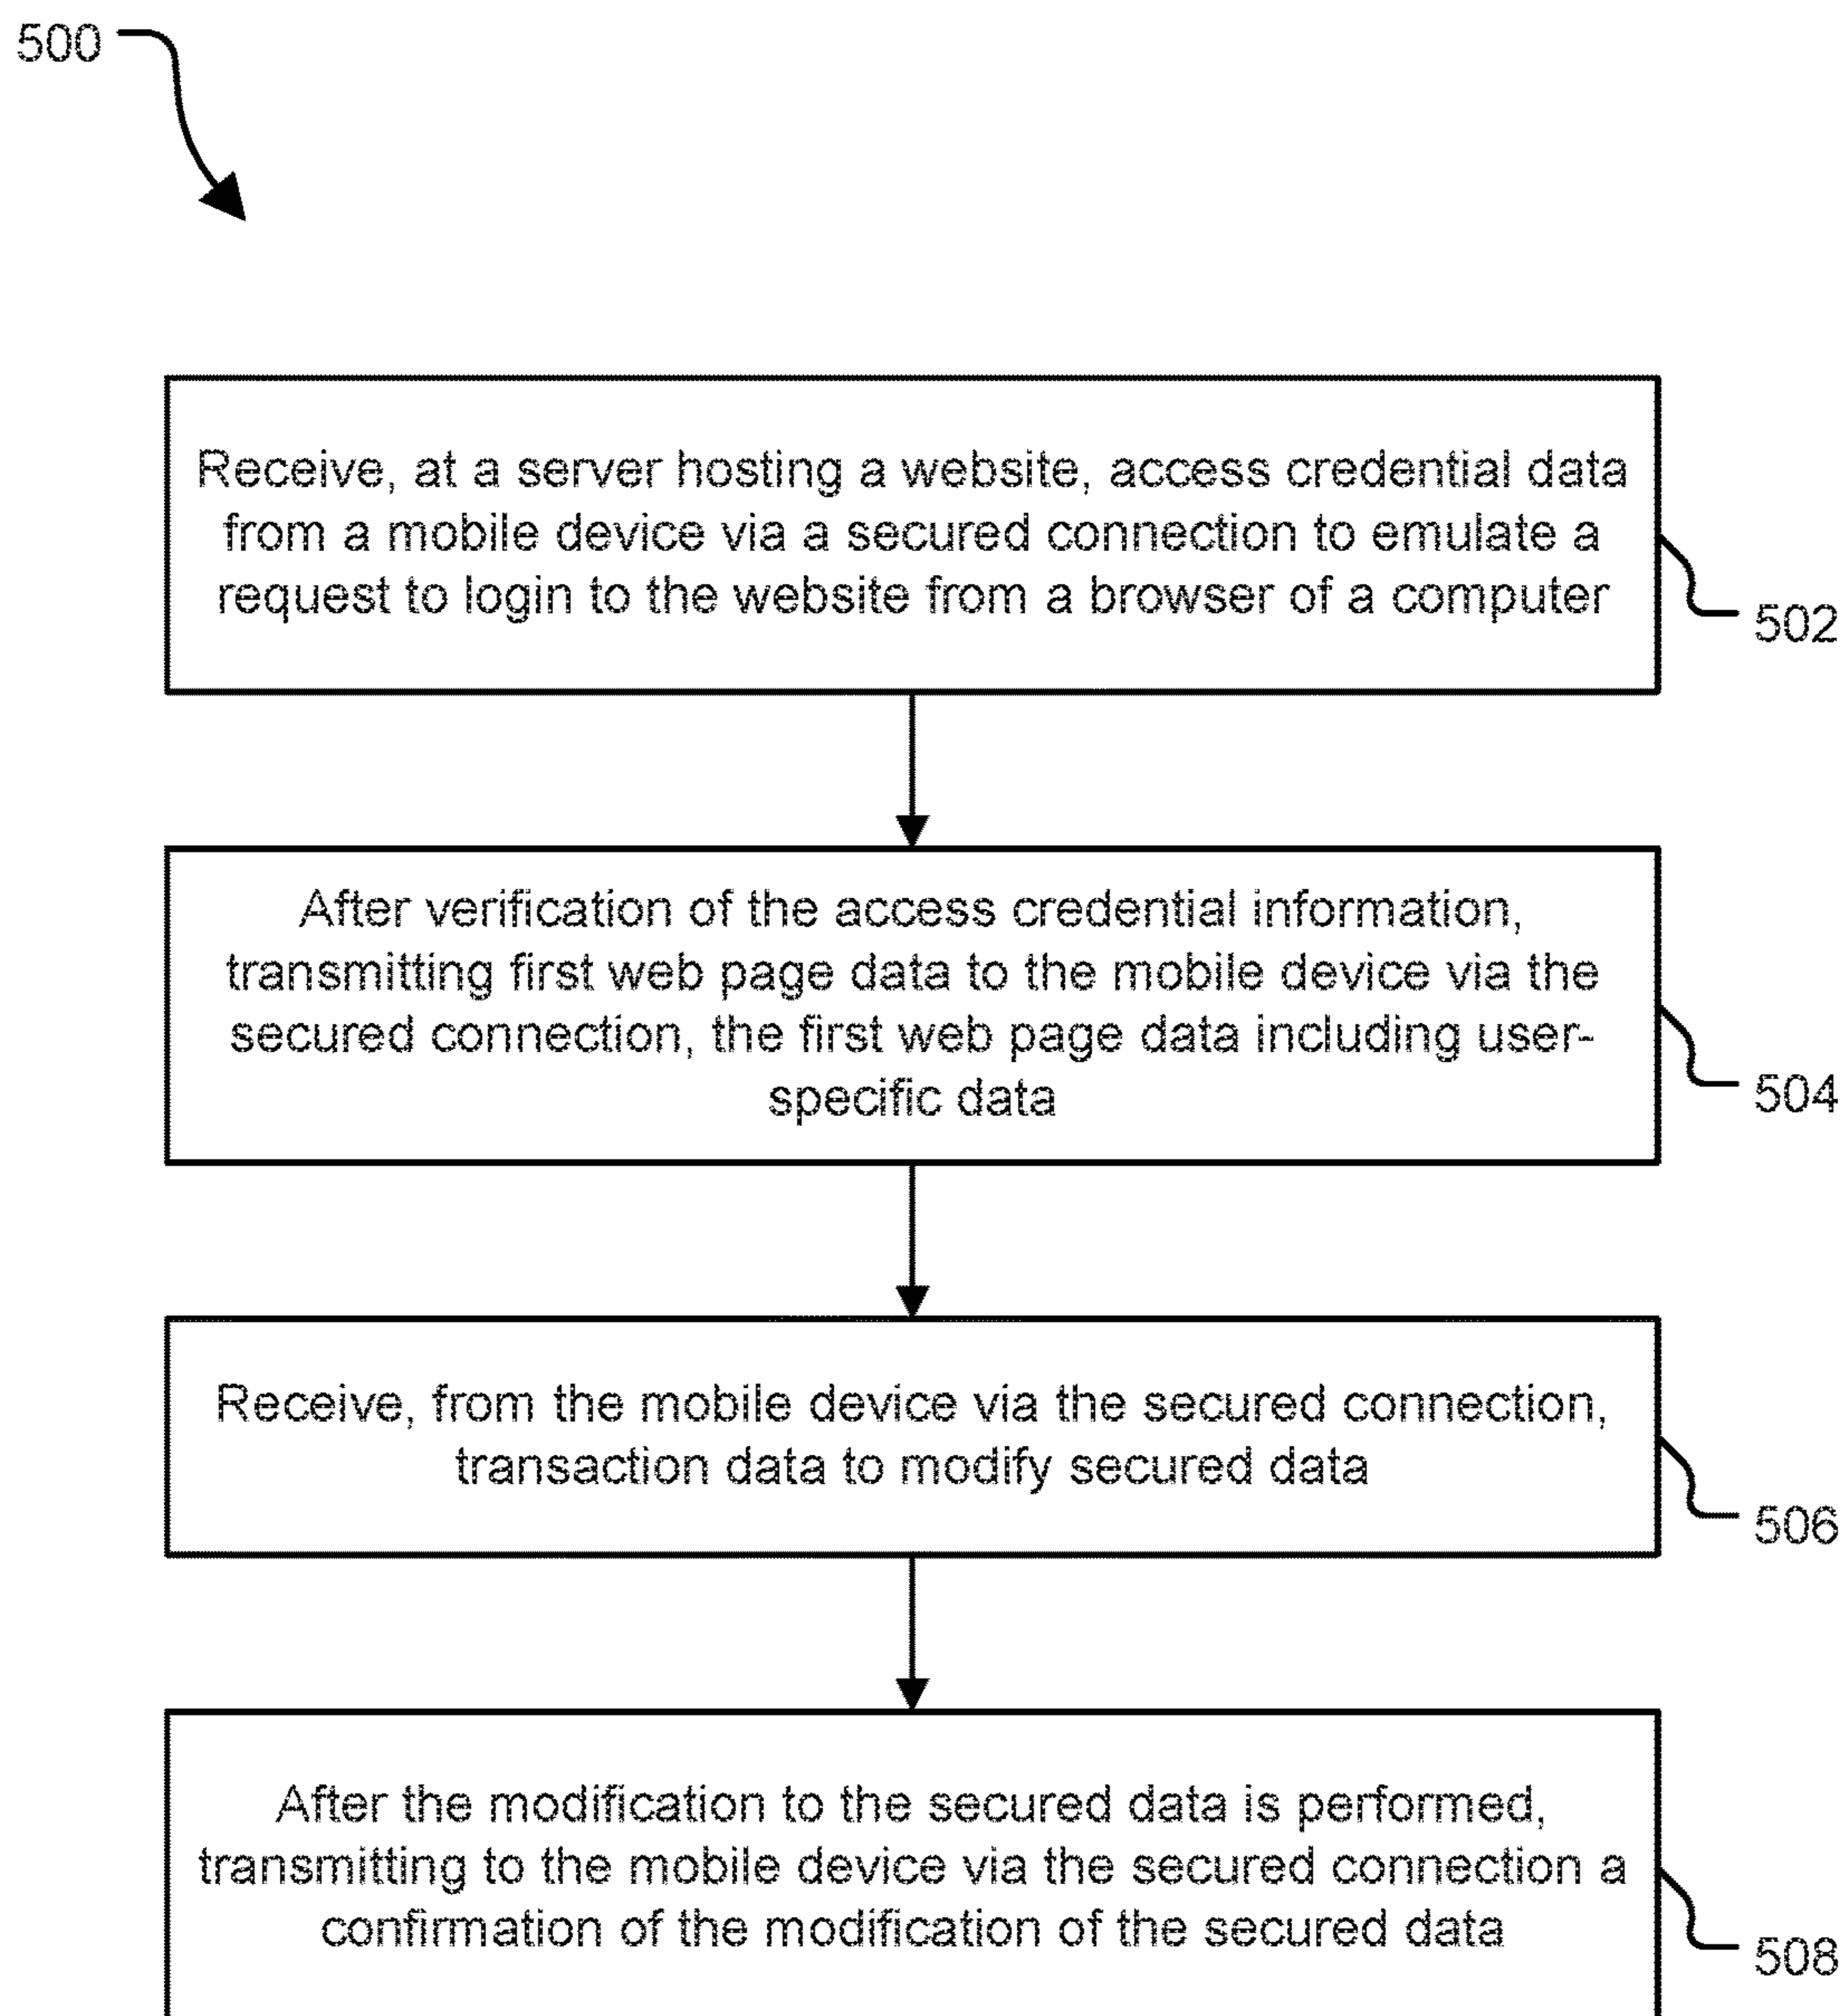 500
Receive, at a server hosting a website, access credential data
from a mobile device via a secured connection to emulate a
request to login to the website from a browser of a computer
502
After verification of the access credential information,
transmitting first web page data to the mobile device via the
secured connection, the first web page data including user-
specific data
504
Receive, from the mobile device via the secured connection,
transaction data to modify secured data
506
After the modification to the secured data is performed,
transmitting to the mobile device via the secured connection a
confirmation of the modification of the secured data
508